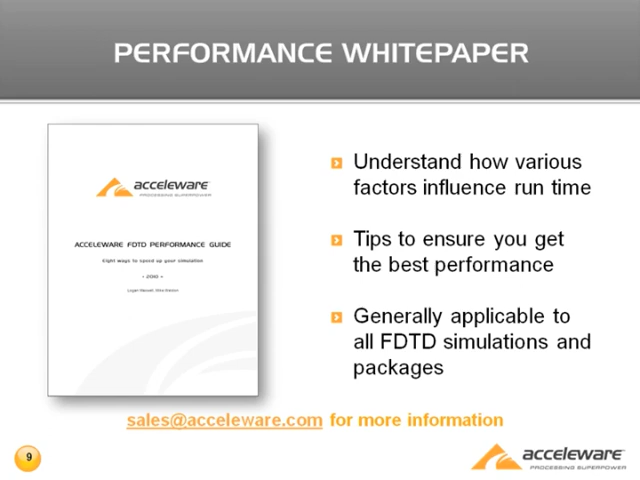 PERFORMANCE WHITEPAPER
acceleware
PROCESSING SUPERPOWER
ACCELEWARE FDTD PERFORMANCE GUIDE
Eight ways to speed up your simulation
Understand how various
factors influence run time
Tips to ensure you get
the best performance
Generally applicable to
all FDTD simulations and
packages
sales@acceleware.com for more information
9
acceleware
PROCESSING SUPERPOWER